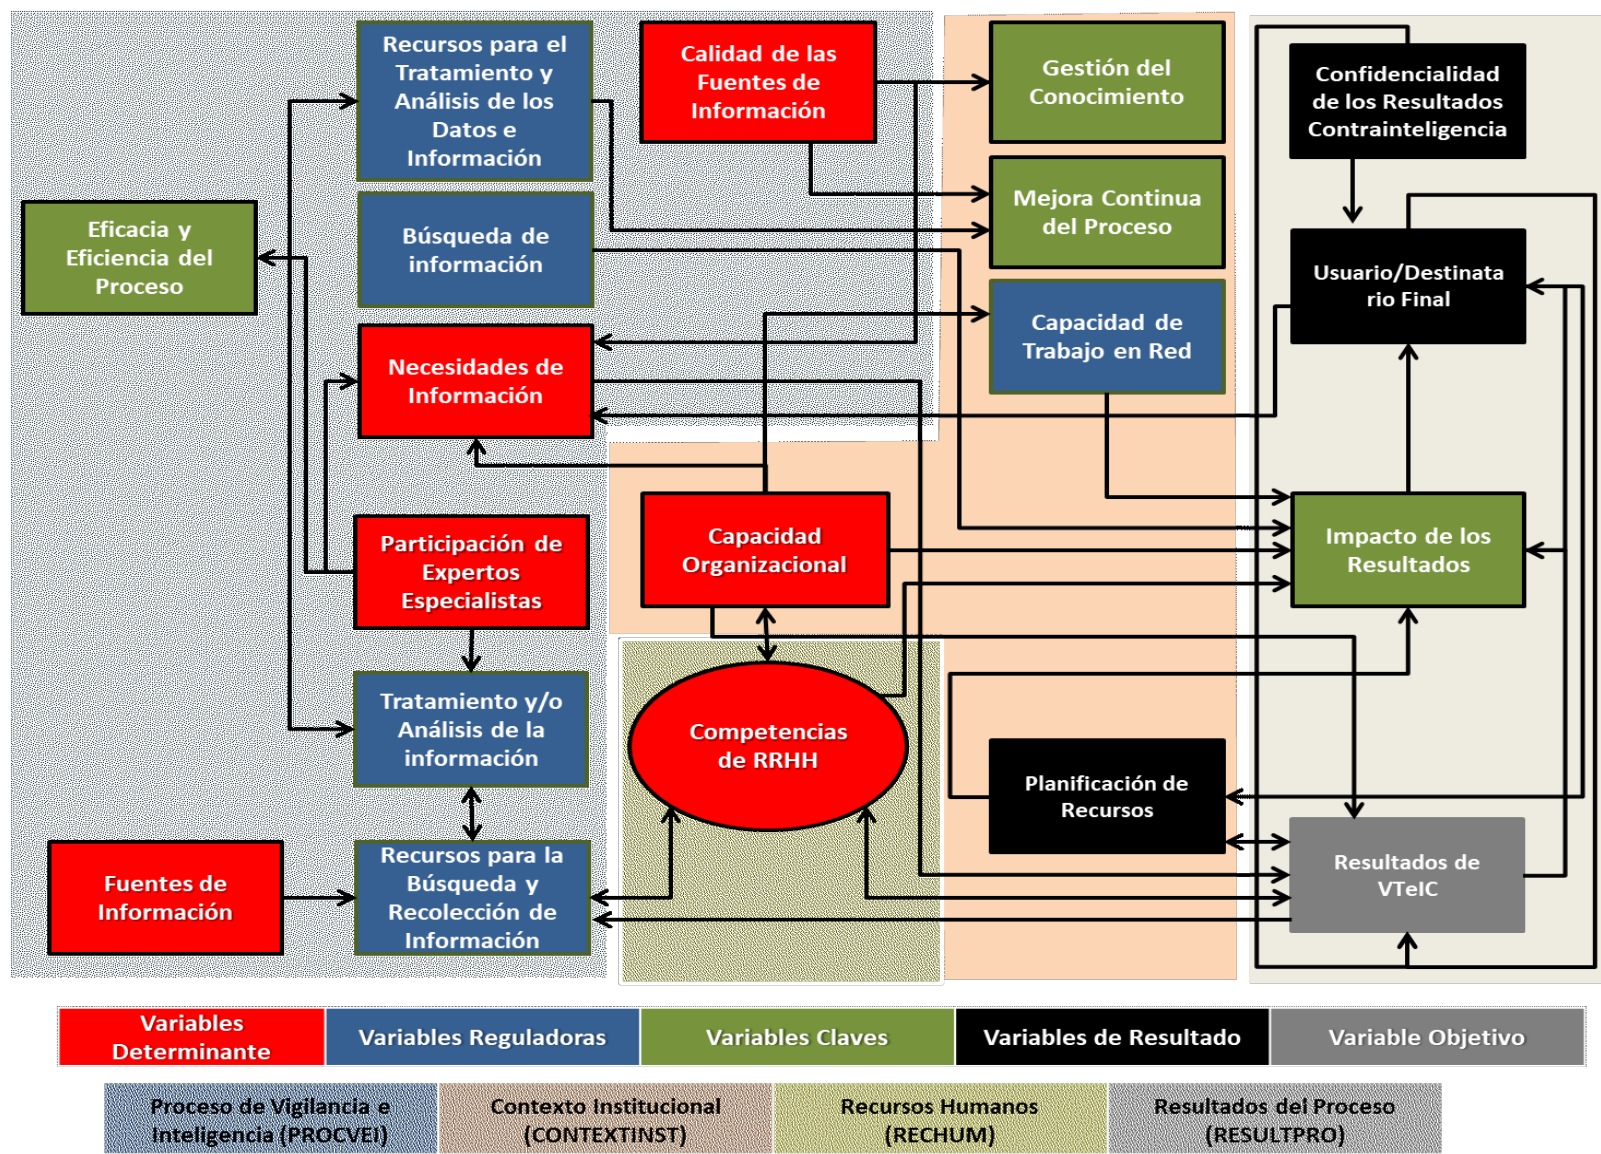 Recursos para el
Tratamiento y
Análisis de los
Datos e
Información
Calidad de las
Fuentes de
Información
Gestión del
Conocimiento
Confidencialidad
de los Resultados
Contrainteligencia
Mejora Continua
del Proceso
Eficacia y
Eficiencia del
Proceso
Búsqueda de
información
Usuario/Destinata
rio Final
Capacidad de
Trabajo en Red
Necesidades de
Información
Participación de
Expertos
Especialistas
Capacidad
Organizacional
Impacto de los
Resultados
Tratamiento y/o
Análisis de la
información
Competencias
de RRHH
Planificación de
Recursos
Fuentes de
Información
Recursos para la
Búsqueda y
Recolección de
Información
Resultados de
VTeIC
Variables
Determinante
Variables Reguladoras
Variables Claves
Variables de Resultado
Variable Objetivo
Proceso de Vigilancia e
Inteligencia (PROCVEI)
Contexto Institucional
(CONTEXTINST)
Recursos Humanos
(RECHUM)
Resultados del Proceso
(RESULTPRO)